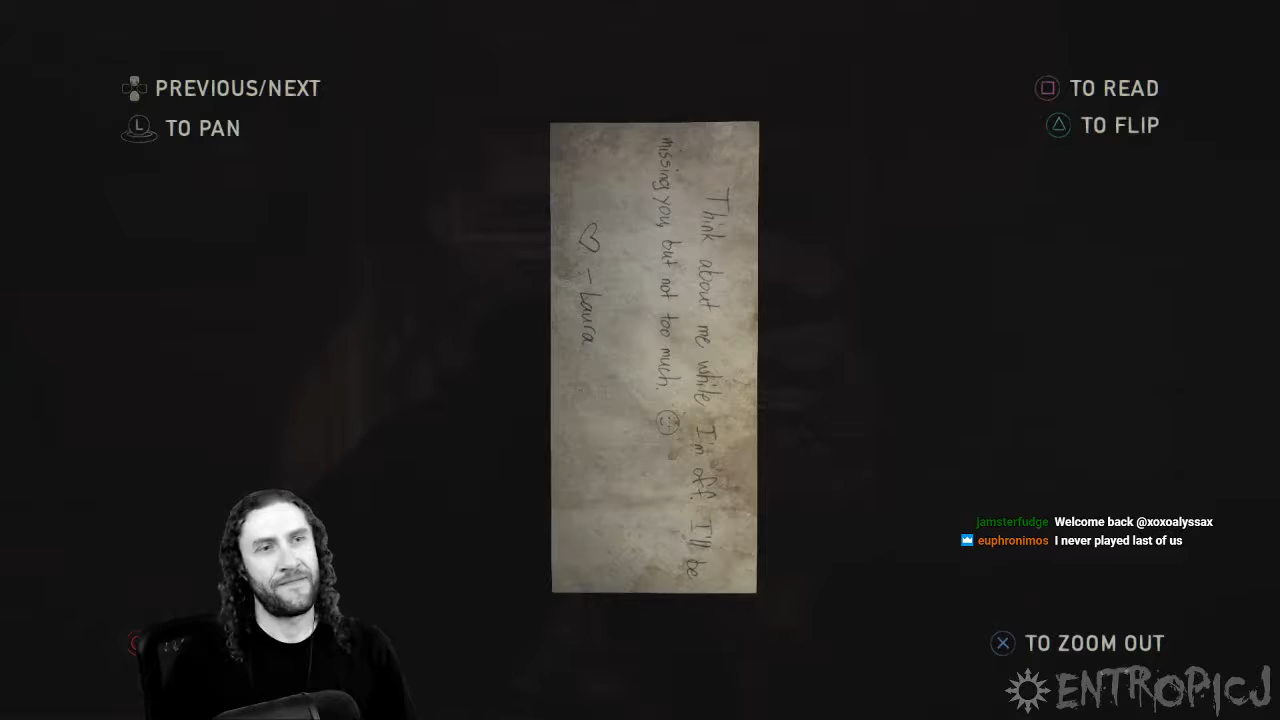 PREVIOUS/NEXT
L TO PAN
TO READ
TO FLIP
Think about me while I'm off. I'll be
missing you, but not too much.
♡ - Laura
jamsterfudge Welcome back @xoxoalyssax
euphronimos I never played last of us
TO ZOOM OUT
ENTROPICJ